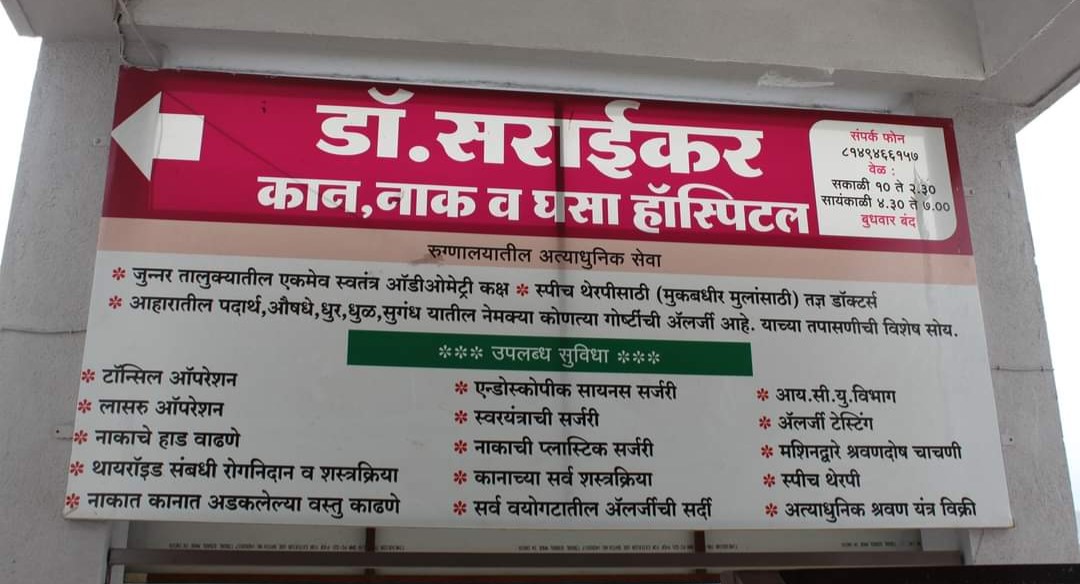 डॉ.सराईकर
कान,नाक व घसा हॉस्पिटल
संपर्क फोन
८१४९४६६१५७
वेळ :
सकाळी १० ते २.३०
सायंकाळी ४.३० ते ७.००
बुधवार बंद
रुग्णालयातील अत्याधुनिक सेवा
* जुन्नर तालुक्यातील एकमेव स्वतंत्र ऑडीओमेट्री कक्ष * स्पीच थेरपीसाठी (मुकबधीर मुलांसाठी) तज्ञ डॉक्टर्स
* आहारातील पदार्थ,औषधे,धुर,धुळ,सुगंध यातील नेमक्या कोणत्या गोष्टींची ॲलर्जी आहे. याच्या तपासणीची विशेष सोय.
*** उपलब्ध सुविधा ***
* टॉन्सिल ऑपरेशन
* लासरु ऑपरेशन
* नाकाचे हाड वाढणे
* थायरॉइड संबंधी रोगनिदान व शस्त्रक्रिया
* नाकात कानात अडकलेल्या वस्तु काढणे
* एन्डोस्कोपीक सायनस सर्जरी
* स्वरयंत्राची सर्जरी
* नाकाची प्लास्टिक सर्जरी
* कानाच्या सर्व शस्त्रक्रिया
* सर्व वयोगटातील ॲलर्जीची सर्दी
* आय.सी.यु.विभाग
* ॲलर्जी टेस्टिंग
* मशिनद्वारे श्रवणदोष चाचणी
* स्पीच थेरपी
* अत्याधुनिक श्रवण यंत्र विक्री